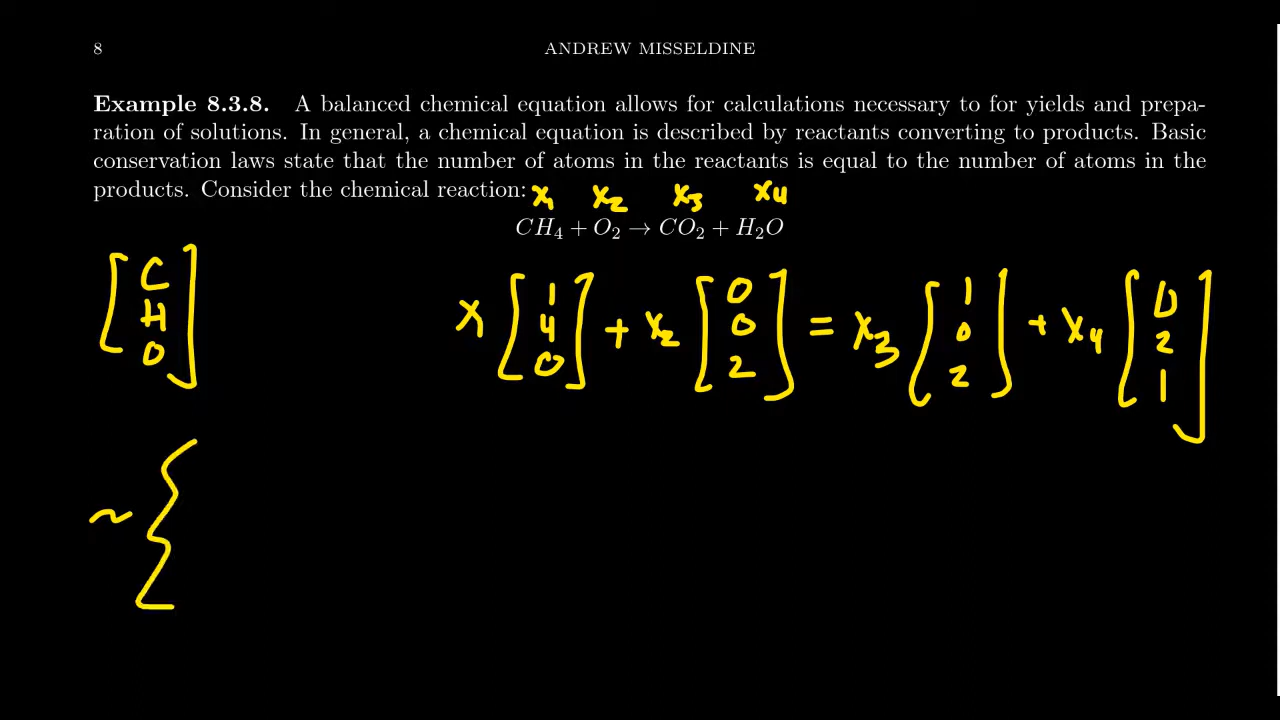 8 ANDREW MISSELDINE
Example 8.3.8. A balanced chemical equation allows for calculations necessary to for yields and prepa-
ration of solutions. In general, a chemical equation is described by reactants converting to products. Basic
conservation laws state that the number of atoms in the reactants is equal to the number of atoms in the
products. Consider the chemical reaction:
x₁ x₂ x₃ x₄
CH₄ + O₂ → CO₂ + H₂O
[C H O] x₁ [1 4 0] + x₂ [0 0 2] = x₃ [1 0 2] + x₄ [0 2 1]
~ {